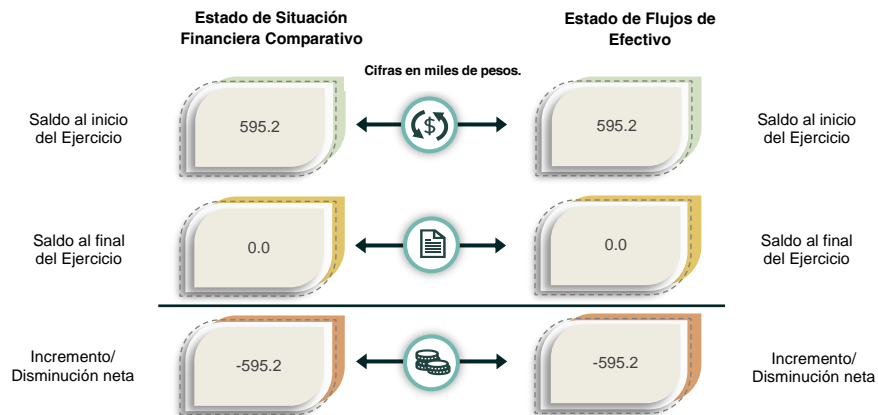 Estado de Situación
Financiera Comparativo
Estado de Flujos de
Efectivo
Cifras en miles de pesos.
Saldo al inicio
del Ejercicio
595.2
$
595.2
Saldo al inicio
del Ejercicio
Saldo al final
del Ejercicio
0.0
0.0
Saldo al final
del Ejercicio
Incremento/
Disminución neta
-595.2
-595.2
Incremento/
Disminución neta